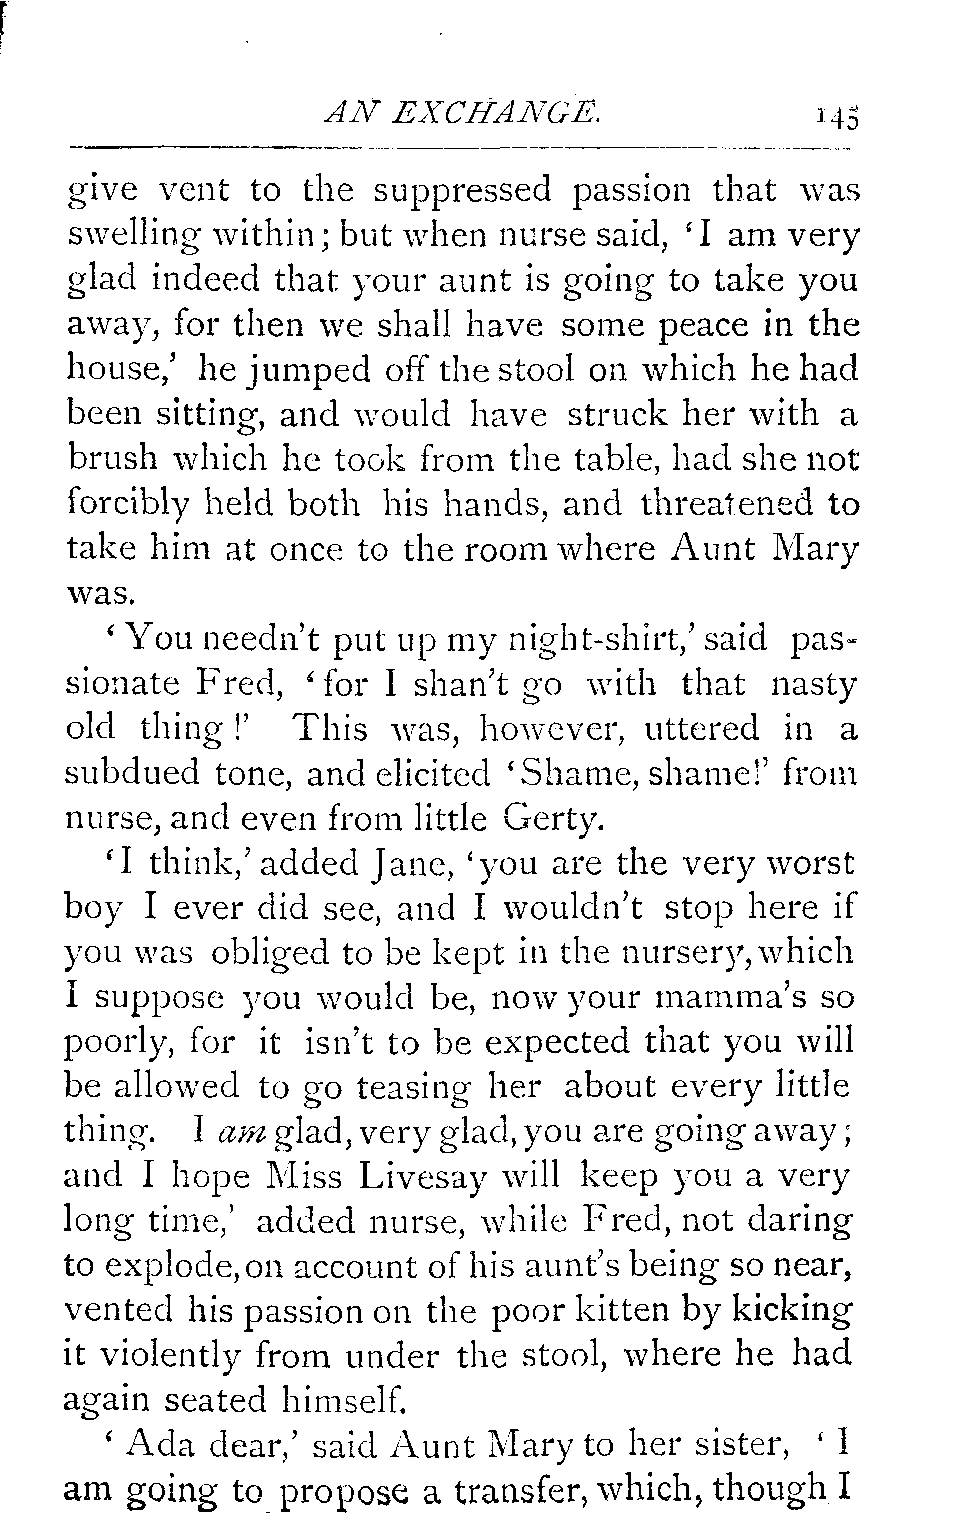 AN EXCHANGE. 145
give vent to the suppressed passion that was
swelling within; but when nurse said, ‘I am very
glad indeed that your aunt is going to take you
away, for then we shall have some peace in the
house,’ he jumped off the stool on which he had
been sitting, and would have struck her with a
brush which he took from the table, had she not
forcibly held both his hands, and threatened to
take him at once to the room where Aunt Mary
was.
‘You needn’t put up my night-shirt,’ said pas-
sionate Fred, ‘for I shan’t go with that nasty
old thing!’ This was, however, uttered in a
subdued tone, and elicited ‘Shame, shame!’ from
nurse, and even from little Gerty.
‘I think,’ added Jane, ‘you are the very worst
boy I ever did see, and I wouldn’t stop here if
you was obliged to be kept in the nursery, which
I suppose you would be, now your mamma’s so
poorly, for it isn’t to be expected that you will
be allowed to go teasing her about every little
thing. I am glad, very glad, you are going away;
and I hope Miss Livesay will keep you a very
long time,’ added nurse, while Fred, not daring
to explode, on account of his aunt’s being so near,
vented his passion on the poor kitten by kicking
it violently from under the stool, where he had
again seated himself.
‘Ada dear,’ said Aunt Mary to her sister, ‘I
am going to propose a transfer, which, though I